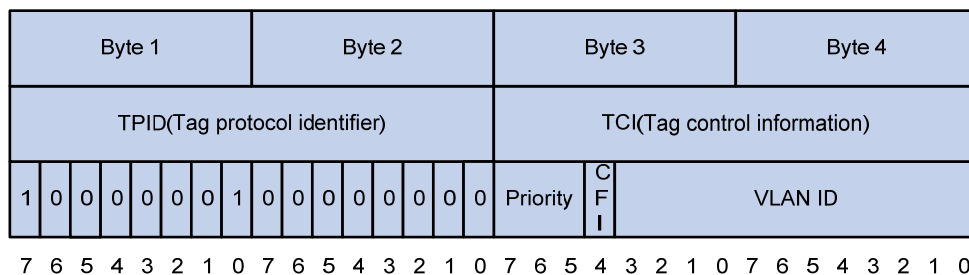 Byte 1 Byte 2 Byte 3 Byte 4
TPID(Tag protocol identifier) TCI(Tag control information)
1 0 0 0 0 0 0 1 0 0 0 0 0 0 0 0 Priority CFI VLAN ID
7 6 5 4 3 2 1 0 7 6 5 4 3 2 1 0 7 6 5 4 3 2 1 0 7 6 5 4 3 2 1 0